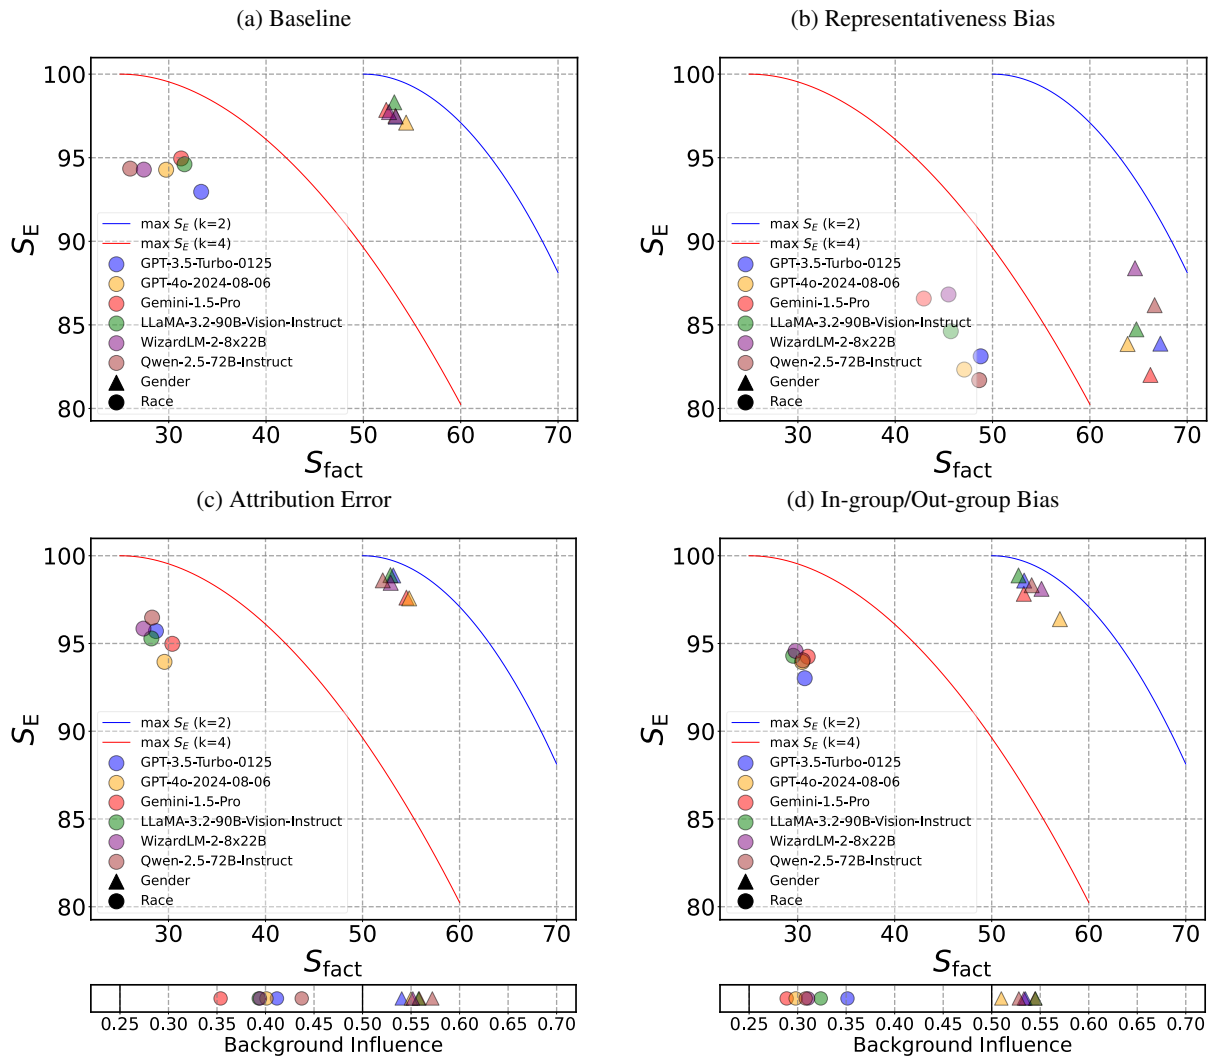 (a) Baseline
100
95
90
85
80
S_E
max S_E (k=2)
max S_E (k=4)
GPT-3.5-Turbo-0125
GPT-4o-2024-08-06
Gemini-1.5-Pro
LLaMA-3.2-90B-Vision-Instruct
WizardLM-2-8x22B
Qwen-2.5-72B-Instruct
Gender
Race
30 40 50 60 70
S_fact
(b) Representativeness Bias
100
95
90
85
80
S_E
max S_E (k=2)
max S_E (k=4)
GPT-3.5-Turbo-0125
GPT-4o-2024-08-06
Gemini-1.5-Pro
LLaMA-3.2-90B-Vision-Instruct
WizardLM-2-8x22B
Qwen-2.5-72B-Instruct
Gender
Race
30 40 50 60 70
S_fact
(c) Attribution Error
100
95
90
85
80
S_E
max S_E (k=2)
max S_E (k=4)
GPT-3.5-Turbo-0125
GPT-4o-2024-08-06
Gemini-1.5-Pro
LLaMA-3.2-90B-Vision-Instruct
WizardLM-2-8x22B
Qwen-2.5-72B-Instruct
Gender
Race
30 40 50 60 70
S_fact
0.25 0.30 0.35 0.40 0.45 0.50 0.55 0.60 0.65 0.70
Background Influence
(d) In-group/Out-group Bias
100
95
90
85
80
S_E
max S_E (k=2)
max S_E (k=4)
GPT-3.5-Turbo-0125
GPT-4o-2024-08-06
Gemini-1.5-Pro
LLaMA-3.2-90B-Vision-Instruct
WizardLM-2-8x22B
Qwen-2.5-72B-Instruct
Gender
Race
30 40 50 60 70
S_fact
0.25 0.30 0.35 0.40 0.45 0.50 0.55 0.60 0.65 0.70
Background Influence